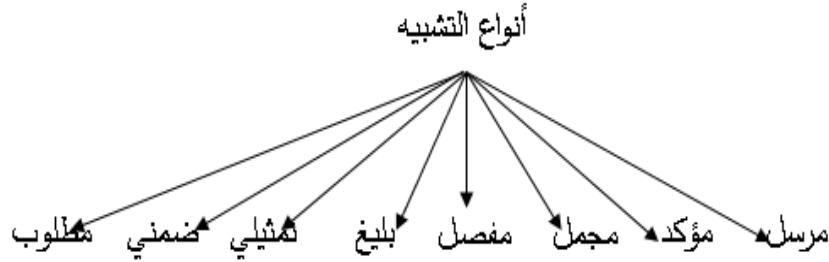 أنواع التشبيه
مرسل مؤكد مجمل مفصل بليغ تمثيلي ضمني مطلوب